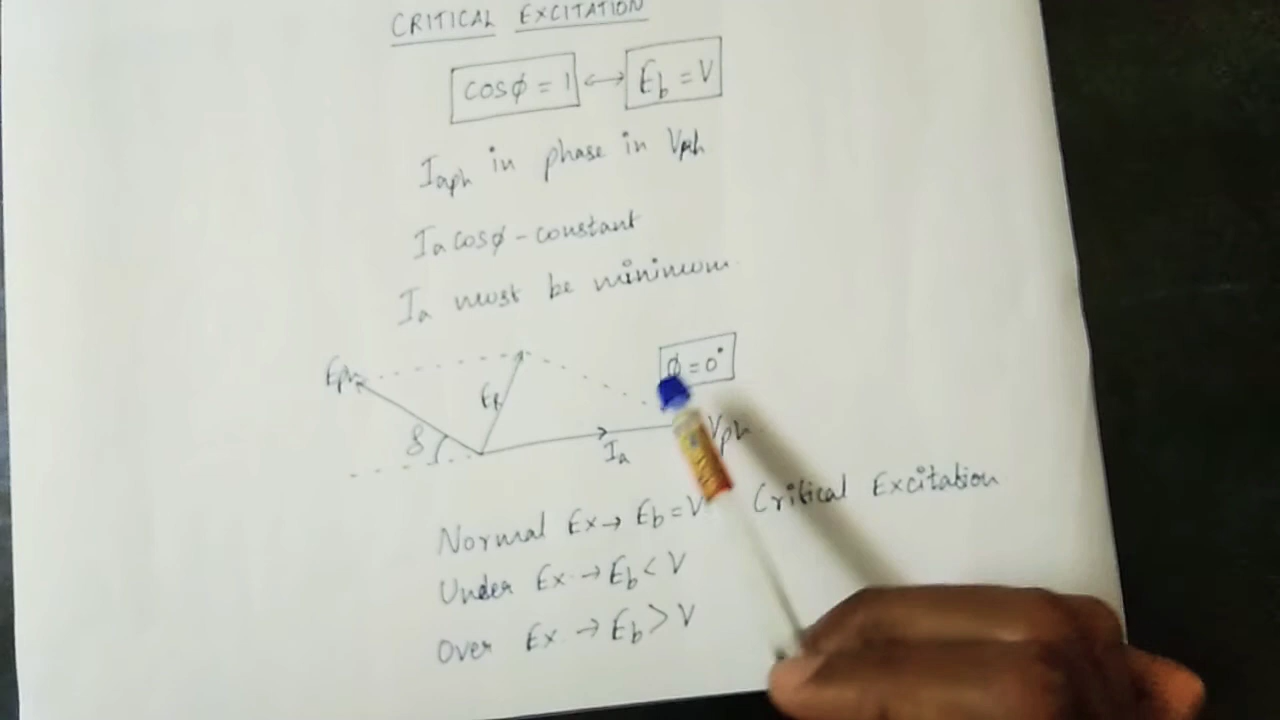 CRITICAL EXCITATION
cosφ = 1 ↔ Eb = V
Iaph in phase in Vph
Ia cosφ - constant
Ia must be minimum
φ = 0°
Eph
δ
Ia
Vph
Normal Ex → Eb = V Critical Excitation
Under Ex → Eb < V
Over Ex → Eb > V